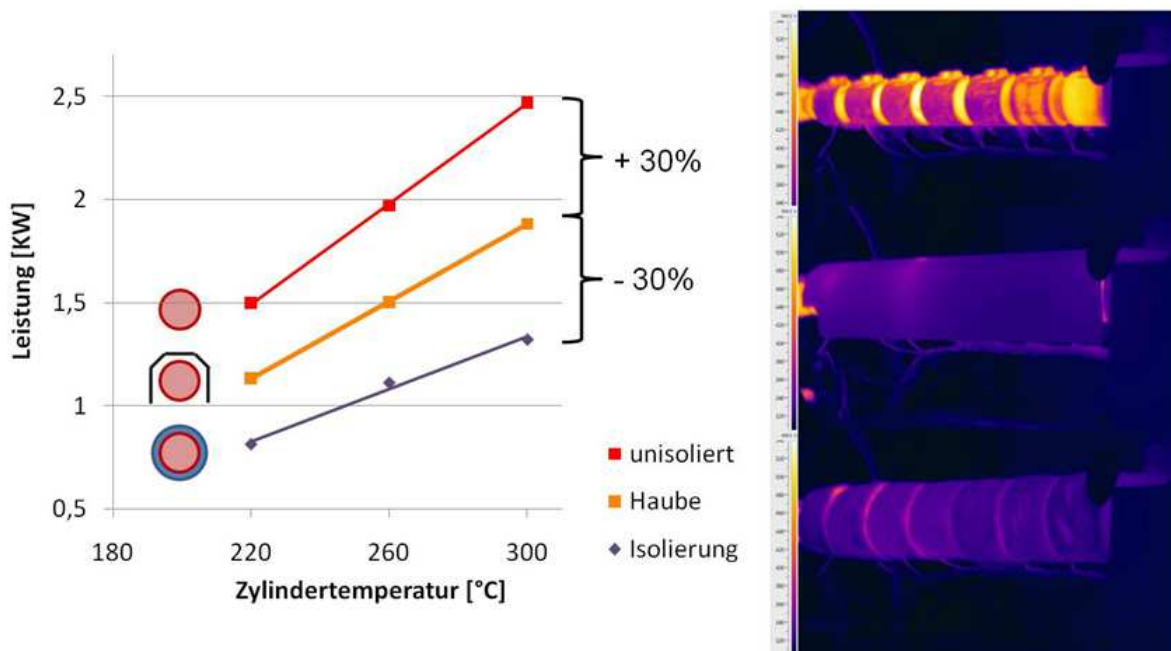 2,5
2
1,5
1
0,5
Leistung [KW]
180
220
260
300
Zylindertemperatur [°C]
+ 30%
- 30%
unisoliert
Haube
Isolierung